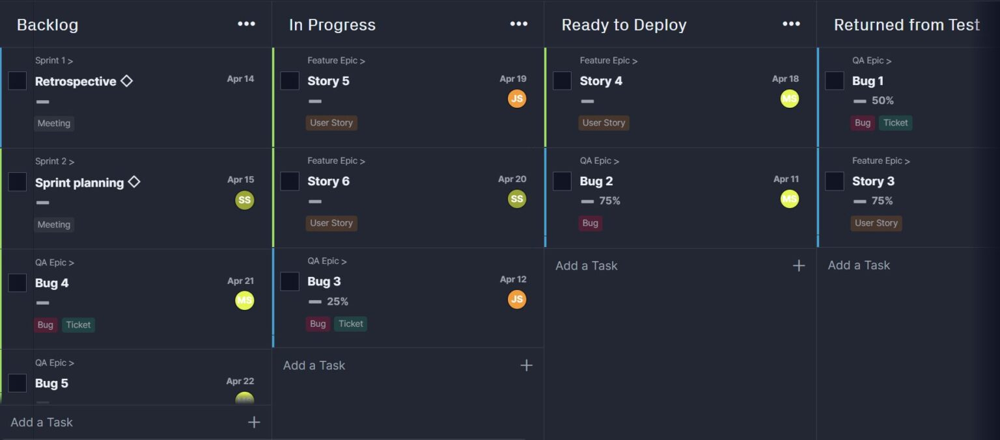 Backlog •••
Sprint 1 >
Retrospective
Apr 14
Meeting
Sprint 2 >
Sprint planning
Apr 15
SS
Meeting
QA Epic >
Bug 4
Apr 21
MS
Bug Ticket
QA Epic >
Bug 5
Apr 22
Add a Task +
In Progress •••
Feature Epic >
Story 5
Apr 19
JS
User Story
Feature Epic >
Story 6
Apr 20
SS
User Story
QA Epic >
Bug 3
Apr 12
25%
JS
Bug Ticket
Add a Task +
Ready to Deploy •••
Feature Epic >
Story 4
Apr 18
MS
User Story
QA Epic >
Bug 2
Apr 11
75%
MS
Bug
Add a Task +
Returned from Test
QA Epic >
Bug 1
50%
Bug Ticket
Feature Epic >
Story 3
75%
User Story
Add a Task